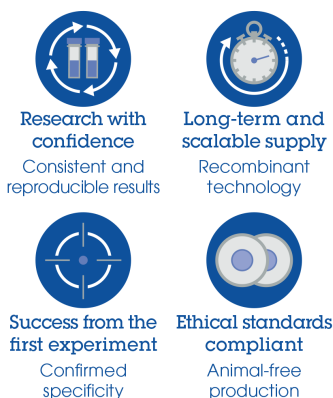 Research with
confidence
Consistent and
reproducible results
Long-term and
scalable supply
Recombinant
technology
Success from the
first experiment
Confirmed
specificity
Ethical standards
compliant
Animal-free
production